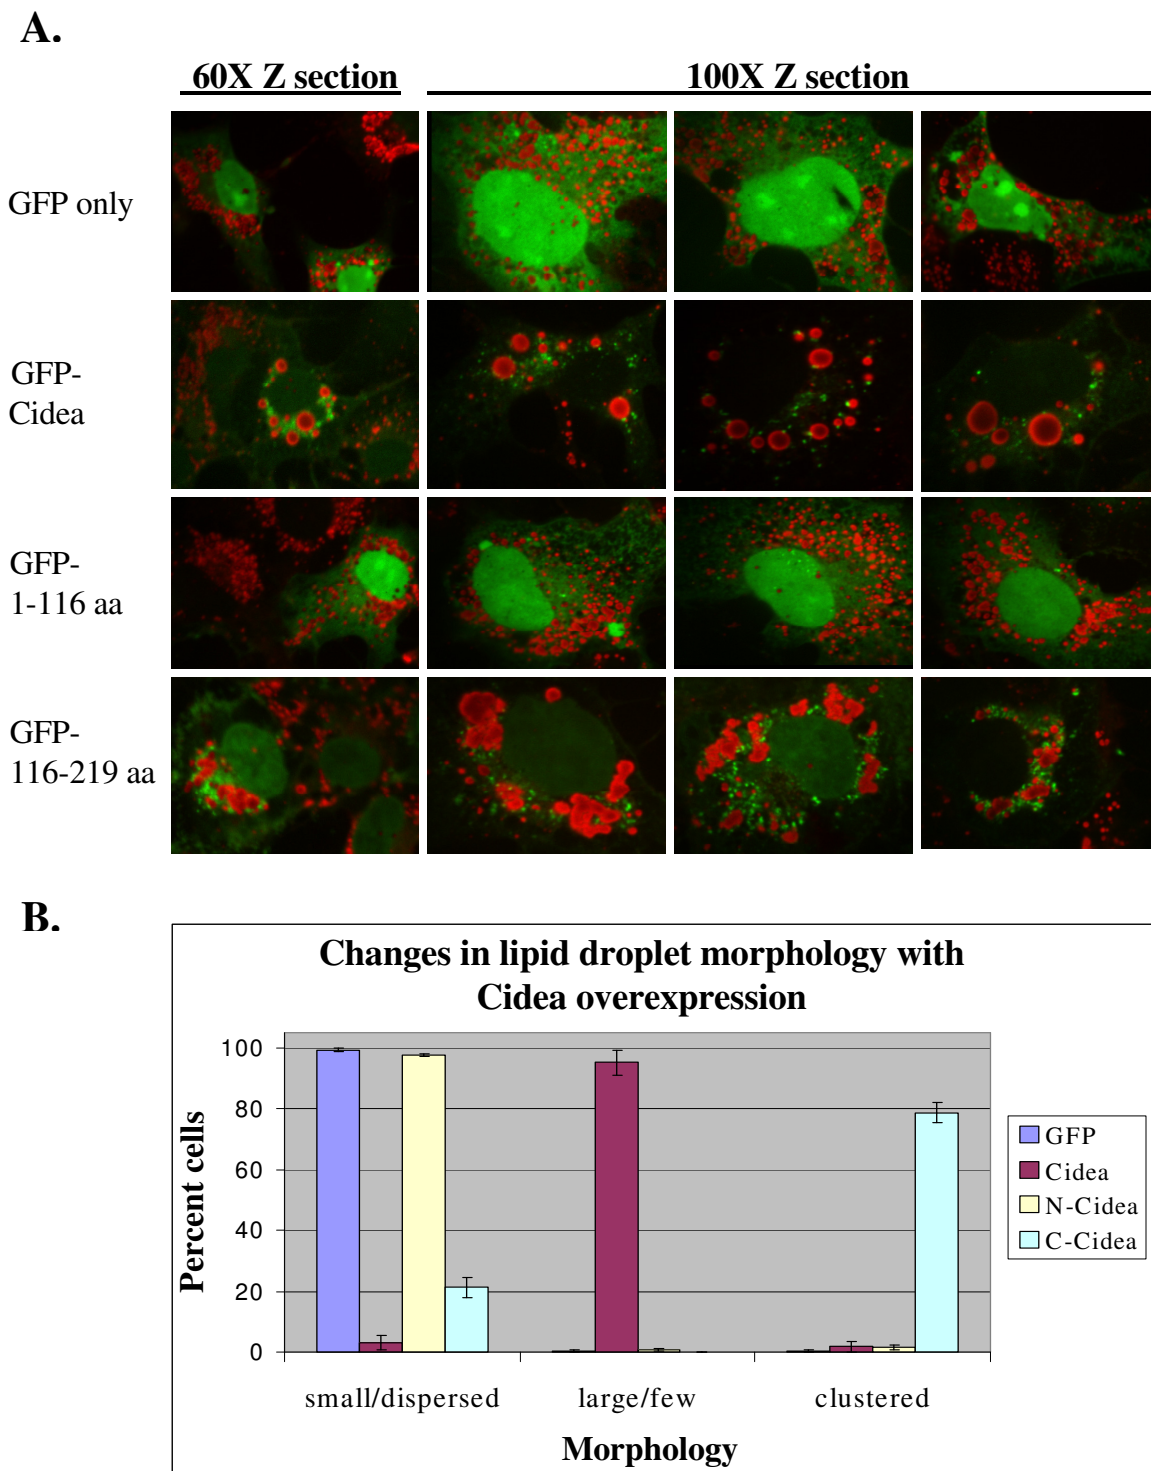 A.
60X Z section
100X Z section
GFP only
GFP-
Cidea
GFP-
1-116 aa
GFP-
116-219 aa
B.
Changes in lipid droplet morphology with
Cidea overexpression
Percent cells
100
80
60
40
20
0
small/dispersed
large/few
clustered
Morphology
GFP
Cidea
N-Cidea
C-Cidea